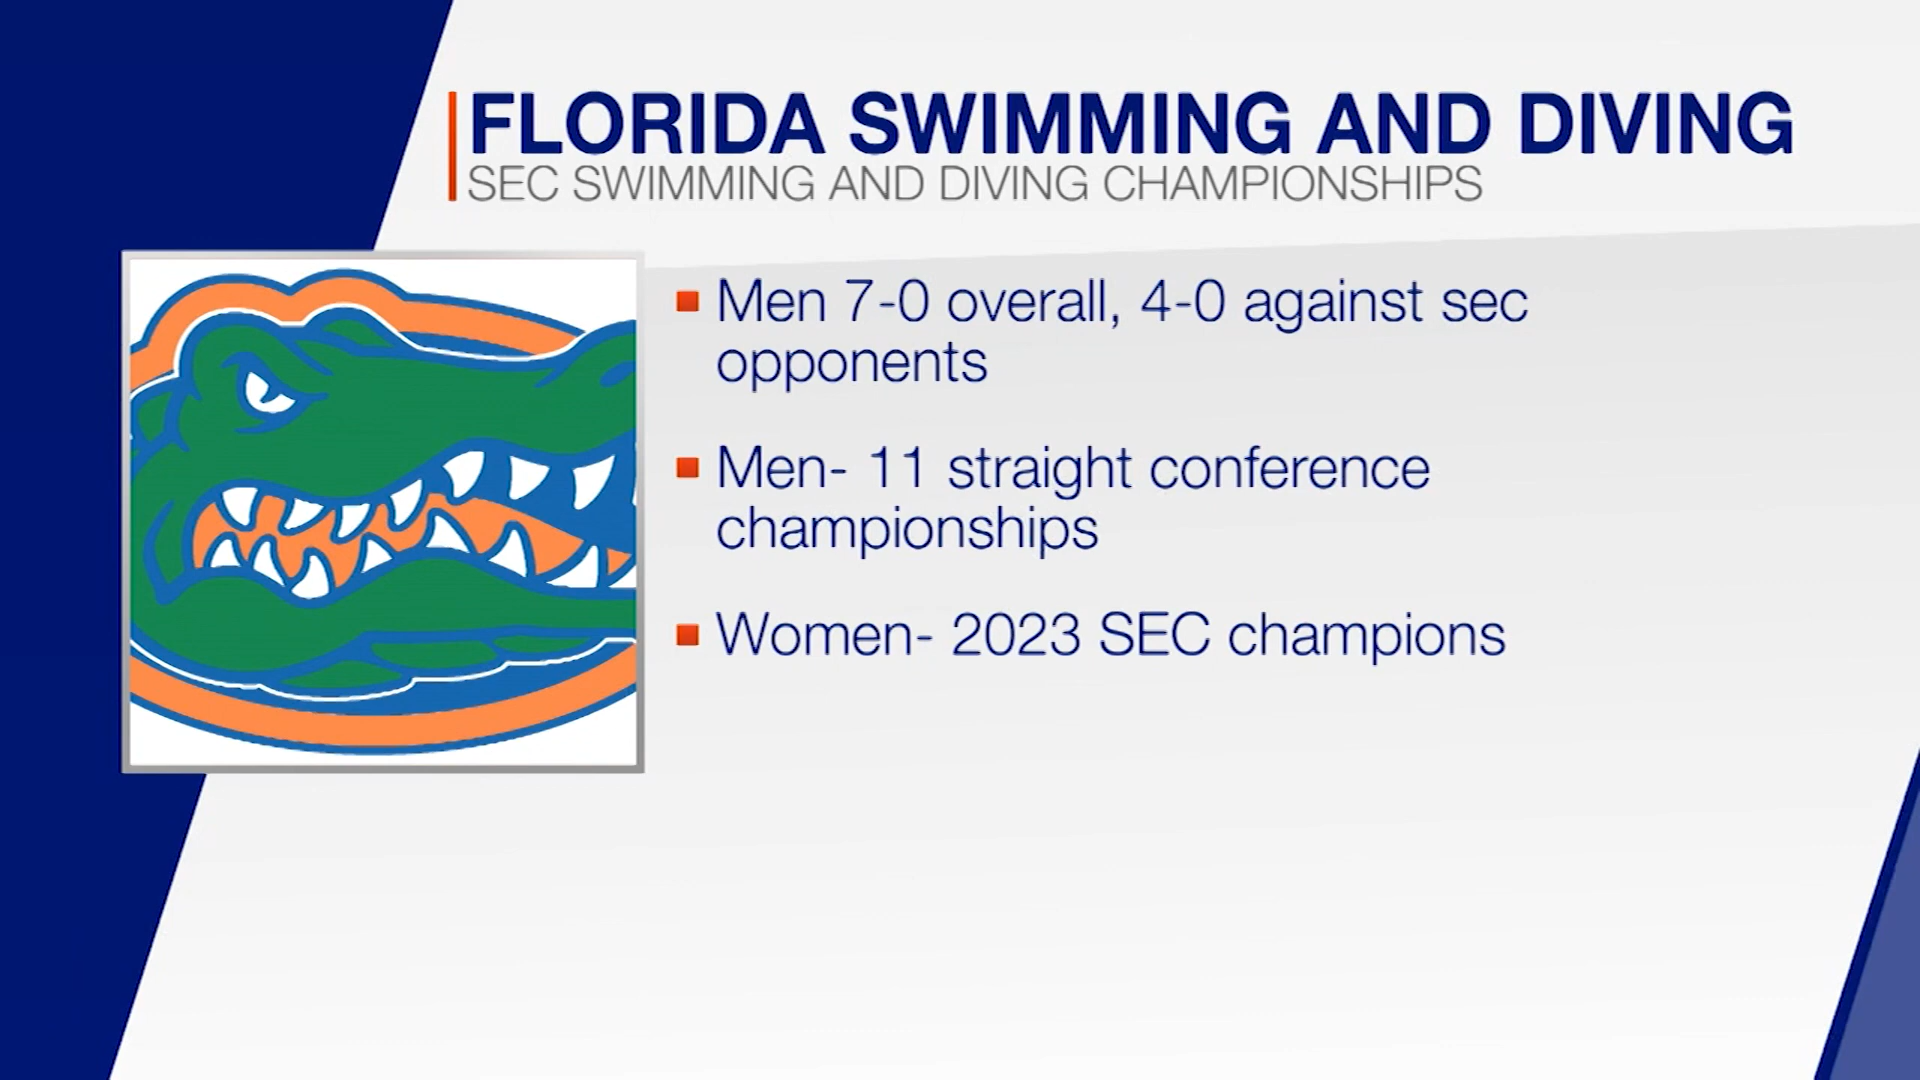 FLORIDA SWIMMING AND DIVING
SEC SWIMMING AND DIVING CHAMPIONSHIPS
Men 7-0 overall, 4-0 against sec
opponents
Men- 11 straight conference
championships
Women- 2023 SEC champions